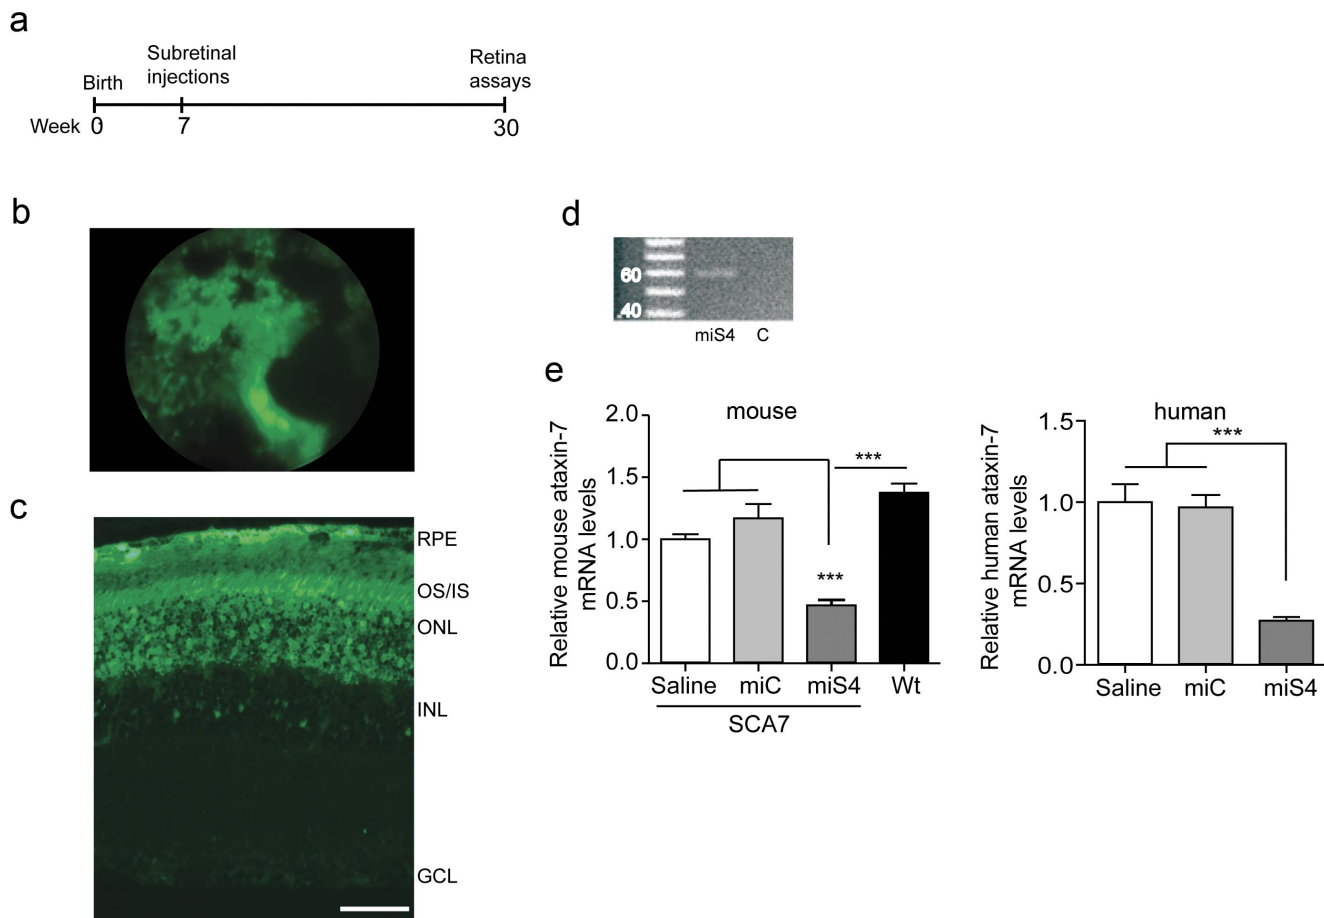 a
Birth
Subretinal
injections
Retina
assays
Week 0 7 30
b
c
RPE
OS/IS
ONL
INL
GCL
d
60
40
miS4 C
e
mouse
Relative mouse ataxin-7
mRNA levels
2.0
1.5
1.0
0.5
0.0
***
***
Saline miC miS4 Wt
SCA7
human
Relative human ataxin-7
mRNA levels
1.5
1.0
0.5
0.0
***
Saline miC miS4